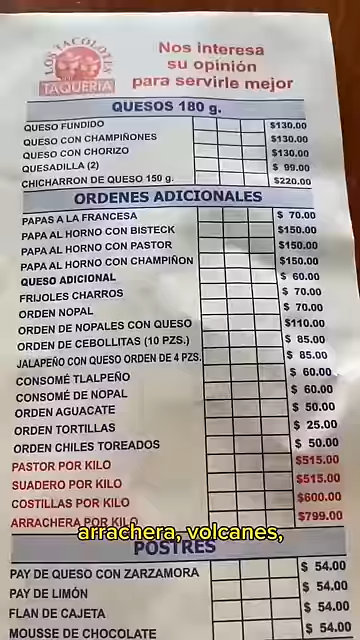 LOS TACOLOTES
TAQUERIA
Nos interesa
su opinión
para servirle mejor
QUESOS 180 g.
QUESO FUNDIDO $130.00
QUESO CON CHAMPIÑONES $130.00
QUESO CON CHORIZO $130.00
QUESADILLA (2) $ 99.00
CHICHARRON DE QUESO 150 g. $220.00
ORDENES ADICIONALES
PAPAS A LA FRANCESA $ 70.00
PAPA AL HORNO CON BISTECK $150.00
PAPA AL HORNO CON PASTOR $150.00
PAPA AL HORNO CON CHAMPIÑON $150.00
QUESO ADICIONAL $ 60.00
FRIJOLES CHARROS $ 70.00
ORDEN NOPAL $ 70.00
ORDEN DE NOPALES CON QUESO $110.00
ORDEN DE CEBOLLITAS (10 PZS.) $ 85.00
JALAPEÑO CON QUESO ORDEN DE 4 PZS. $ 85.00
CONSOMÉ TLALPEÑO $ 60.00
CONSOMÉ DE NOPAL $ 60.00
ORDEN AGUACATE $ 50.00
ORDEN TORTILLAS $ 25.00
ORDEN CHILES TOREADOS $ 50.00
PASTOR POR KILO $515.00
SUADERO POR KILO $515.00
COSTILLAS POR KILO $600.00
ARRACHERA POR KILO $799.00
arrachera, volcanes,
POSTRES
PAY DE QUESO CON ZARZAMORA $ 54.00
PAY DE LIMÓN $ 54.00
FLAN DE CAJETA $ 54.00
MOUSSE DE CHOCOLATE $ 54.00